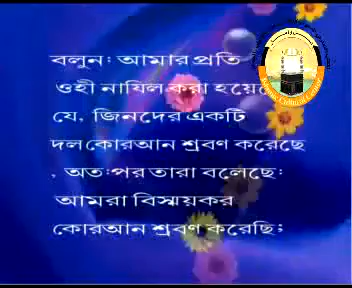 বলুন: আমার প্রতি
ওহী নাযিল করা হয়েছে
যে, জিনদের একটি
দল কোরআন শ্রবণ করেছে
, অতঃপর তারা বলেছে:
আমরা বিস্ময়কর
কোরআন শ্রবণ করেছি;